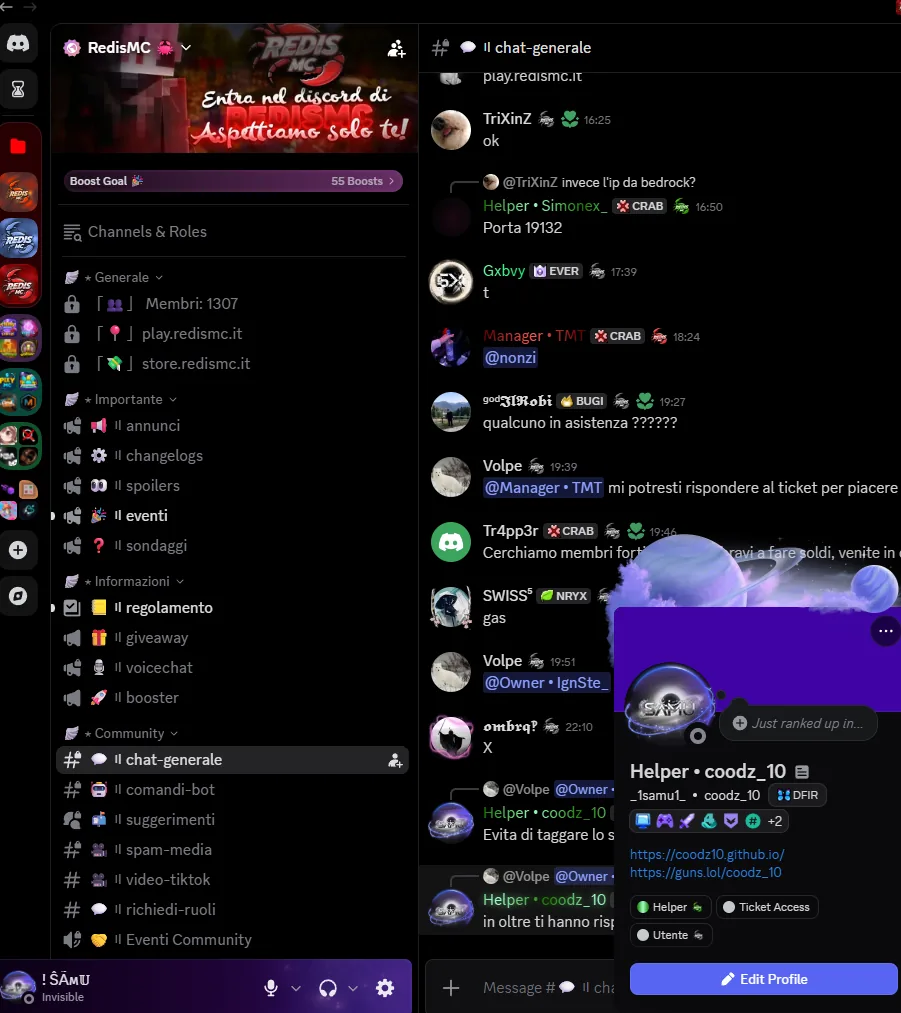 RedisMC
REDIS
MC
Entra nel discord di
REDISMC
Aspettiamo solo te!
Boost Goal
55 Boosts
Channels & Roles
Generale
Membri: 1307
play.redismc.it
store.redismc.it
Importante
annunci
changelogs
spoilers
eventi
sondaggi
Informazioni
regolamento
giveaway
voicechat
booster
Community
chat-generale
comandi-bot
suggerimenti
spam-media
video-tiktok
richiedi-ruoli
Eventi Community
! ŜÄᴍU
Invisible
chat-generale
play.redismc.it
TriXinZ 16:25
ok
@TriXinZ invece l'ip da bedrock?
Helper • Simonex_ CRAB 16:50
Porta 19132
Gxbvy EVER 17:39
t
Manager • TMT CRAB 18:24
@nonzi
ᵍᵒᵈ𝕴𝖑𝕽𝖔𝖇𝖎 BUGI 19:27
qualcuno in asistenza ??????
Volpe 19:39
@Manager • TMT mi potresti rispondere al ticket per piacere
Tr4pp3r CRAB 19:46
Cerchiamo membri forti ravi a fare soldi, venite in
SWISS⁵ NRYX
gas
Volpe 19:51
@Owner • IgnSte_
𝖔𝖒𝖇𝖗𝖖? 22:10
X
@Volpe @Owner •
Helper • coodz_10
Evita di taggare lo s
@Volpe @Owner •
Helper • coodz_10
in oltre ti hanno risp
Message # cha
SAMU
Just ranked up in...
Helper • coodz_10
_1samu1_ • coodz_10 DFIR
+2
https://coodz10.github.io/
https://guns.lol/coodz_10
Helper
Ticket Access
Utente
Edit Profile